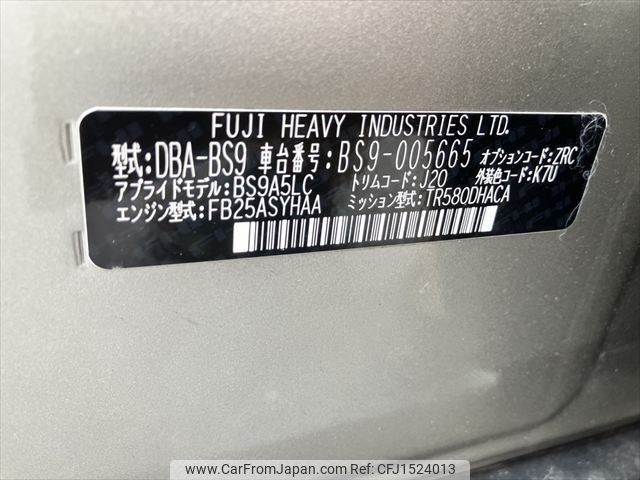 FUJI HEAVY INDUSTRIES LTD.
型式:DBA-BS9 車台番号:BS9-005665 オプションコード:ZRC
アプライドモデル:BS9A5LC トリムコード:J20 外装色コード:K7U
エンジン型式:FB25ASYHAA ミッション型式:TR580DHACA
www.CarFromJapan.com - CFJ1524013